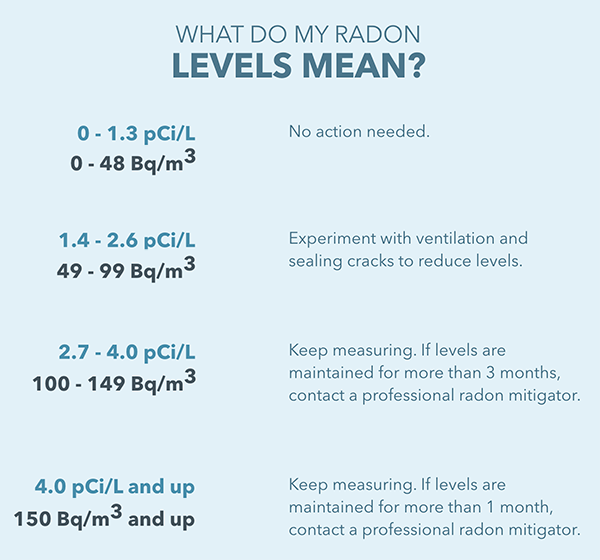 WHAT DO MY RADON
LEVELS MEAN?
0 - 1.3 pCi/L
0 - 48 Bq/m³
No action needed.
1.4 - 2.6 pCi/L
49 - 99 Bq/m³
Experiment with ventilation and
sealing cracks to reduce levels.
2.7 - 4.0 pCi/L
100 - 149 Bq/m³
Keep measuring. If levels are
maintained for more than 3 months,
contact a professional radon mitigator.
4.0 pCi/L and up
150 Bq/m³ and up
Keep measuring. If levels are
maintained for more than 1 month,
contact a professional radon mitigator.